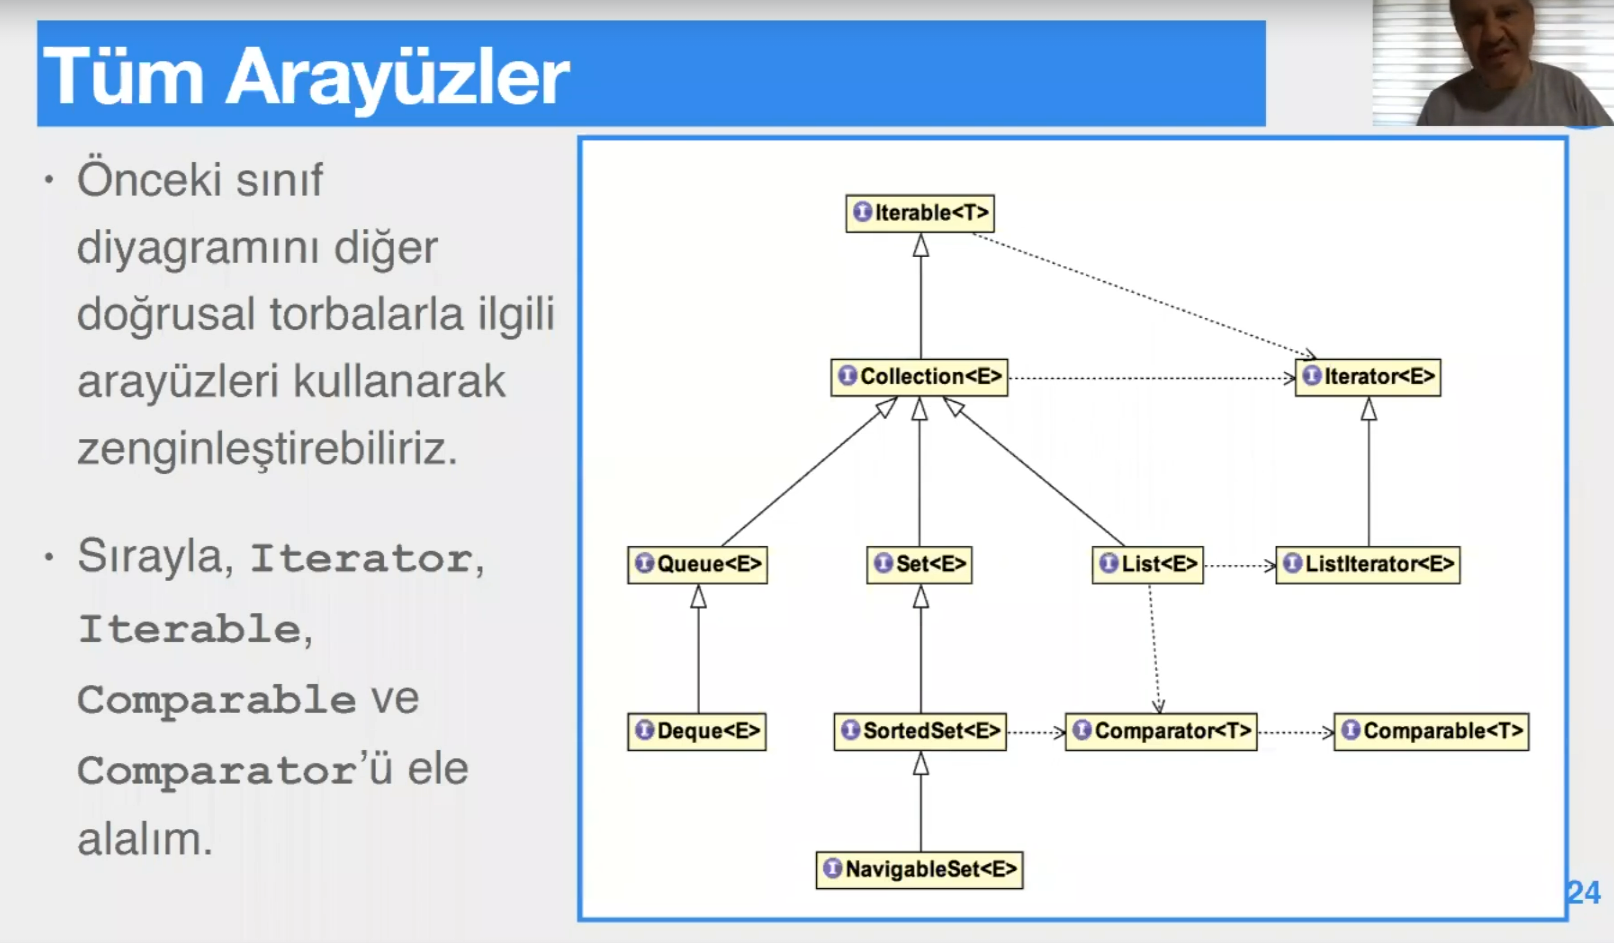 Tüm Arayüzler
• Önceki sınıf
diyagramını diğer
doğrusal torbalarla ilgili
arayüzleri kullanarak
zenginleştirebiliriz.
• Sırayla, Iterator,
Iterable,
Comparable ve
Comparator'ü ele
alalım.
I Iterable<T>
I Collection<E>
I Iterator<E>
I Queue<E>
I Set<E>
I List<E>
I ListIterator<E>
I Deque<E>
I SortedSet<E>
I Comparator<T>
I Comparable<T>
I NavigableSet<E>
24